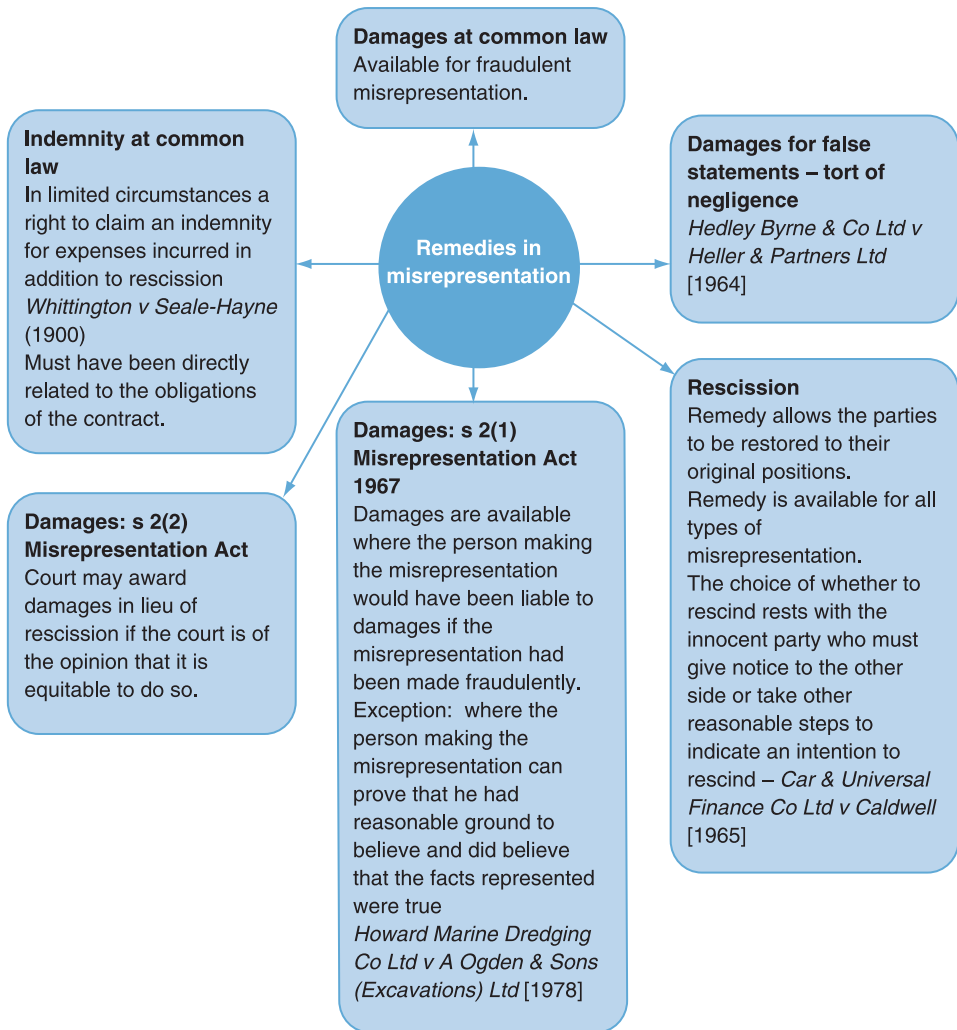 Damages at common law
Available for fraudulent
misrepresentation.
Indemnity at common
law
In limited circumstances a
right to claim an indemnity
for expenses incurred in
addition to rescission
Whittington v Seale-Hayne
(1900)
Must have been directly
related to the obligations
of the contract.
Remedies in
misrepresentation
Damages for false
statements – tort of
negligence
Hedley Byrne & Co Ltd v
Heller & Partners Ltd
[1964]
Damages: s 2(2)
Misrepresentation Act
Court may award
damages in lieu of
rescission if the court is of
the opinion that it is
equitable to do so.
Damages: s 2(1)
Misrepresentation Act
1967
Damages are available
where the person making
the misrepresentation
would have been liable to
damages if the
misrepresentation had
been made fraudulently.
Exception: where the
person making the
misrepresentation can
prove that he had
reasonable ground to
believe and did believe
that the facts represented
were true
Howard Marine Dredging
Co Ltd v A Ogden & Sons
(Excavations) Ltd [1978]
Rescission
Remedy allows the parties
to be restored to their
original positions.
Remedy is available for all
types of
misrepresentation.
The choice of whether to
rescind rests with the
innocent party who must
give notice to the other
side or take other
reasonable steps to
indicate an intention to
rescind – Car & Universal
Finance Co Ltd v Caldwell
[1965]